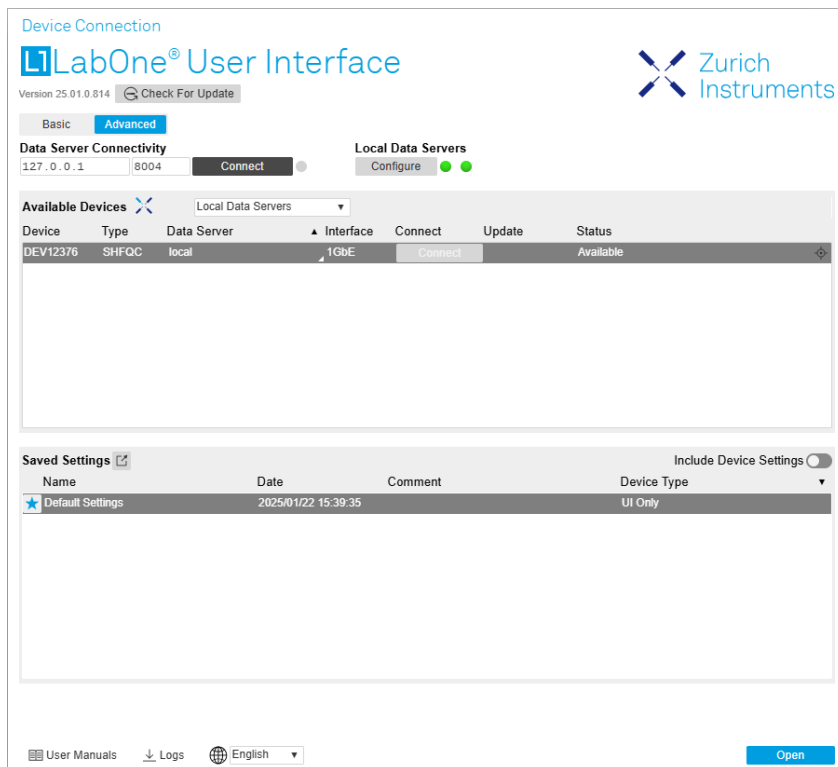 Device Connection
LabOne® User Interface
Zurich
Instruments
Version 25.01.0.814 Check For Update
Basic Advanced
Data Server Connectivity Local Data Servers
127.0.0.1 8004 Connect Configure
Available Devices Local Data Servers
Device Type Data Server Interface Connect Update Status
DEV12376 SHFQC local 1GbE Connect Available
Saved Settings Include Device Settings
Name Date Comment Device Type
Default Settings 2025/01/22 15:39:35 UI Only
User Manuals Logs English Open